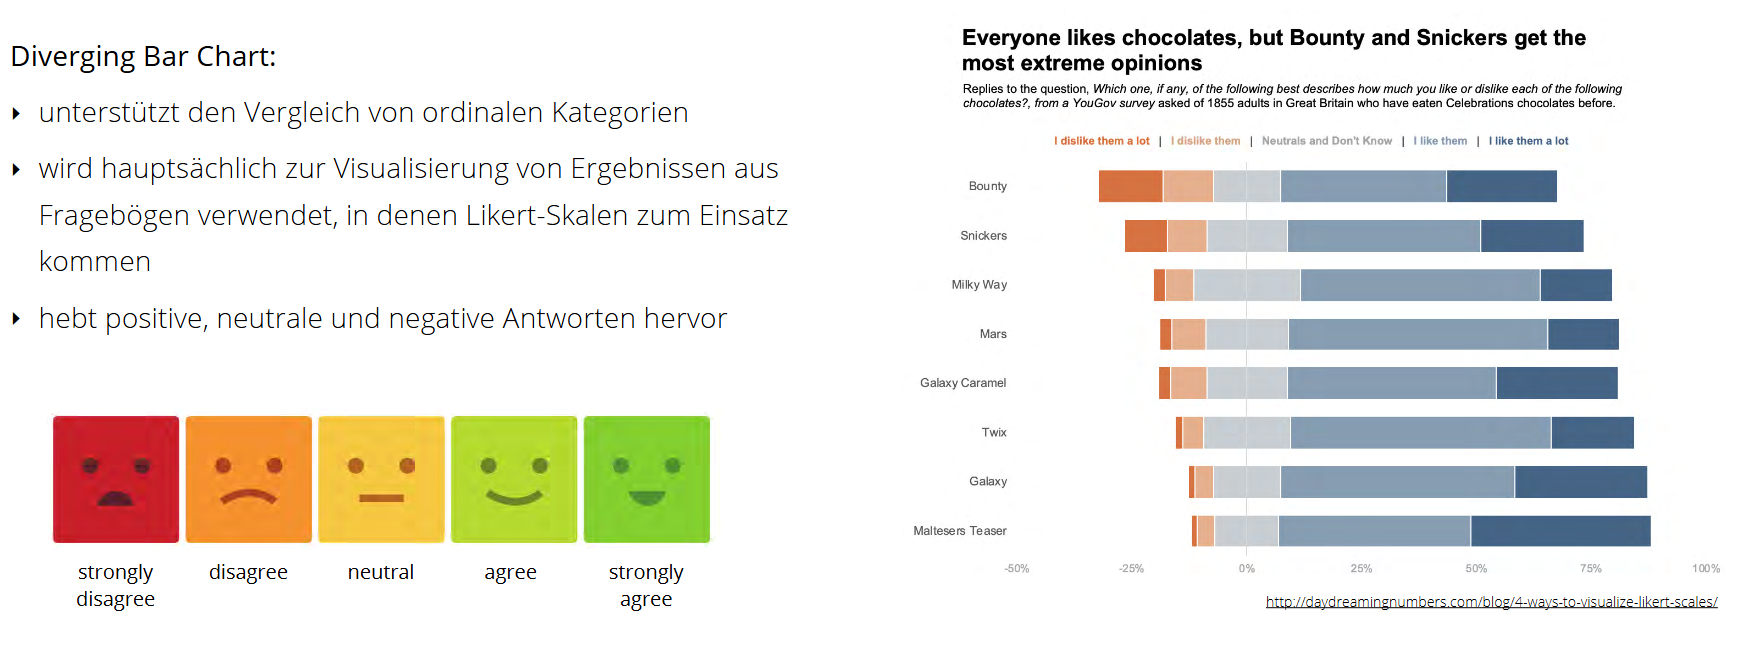 Diverging Bar Chart:
unterstützt den Vergleich von ordinalen Kategorien
wird hauptsächlich zur Visualisierung von Ergebnissen aus
Fragebögen verwendet, in denen Likert-Skalen zum Einsatz
kommen
hebt positive, neutrale und negative Antworten hervor
strongly disagree
disagree
neutral
agree
strongly agree
Everyone likes chocolates, but Bounty and Snickers get the
most extreme opinions
Replies to the question, Which one, if any, of the following best describes how much you like or dislike each of the following
chocolates?, from a YouGov survey asked of 1855 adults in Great Britain who have eaten Celebrations chocolates before.
I dislike them a lot | I dislike them | Neutrals and Don't Know | I like them | I like them a lot
Bounty
Snickers
Milky Way
Mars
Galaxy Caramel
Twix
Galaxy
Maltesers Teaser
-50% -25% 0% 25% 50% 75% 100%
http://daydreamingnumbers.com/blog/4-ways-to-visualize-likert-scales/